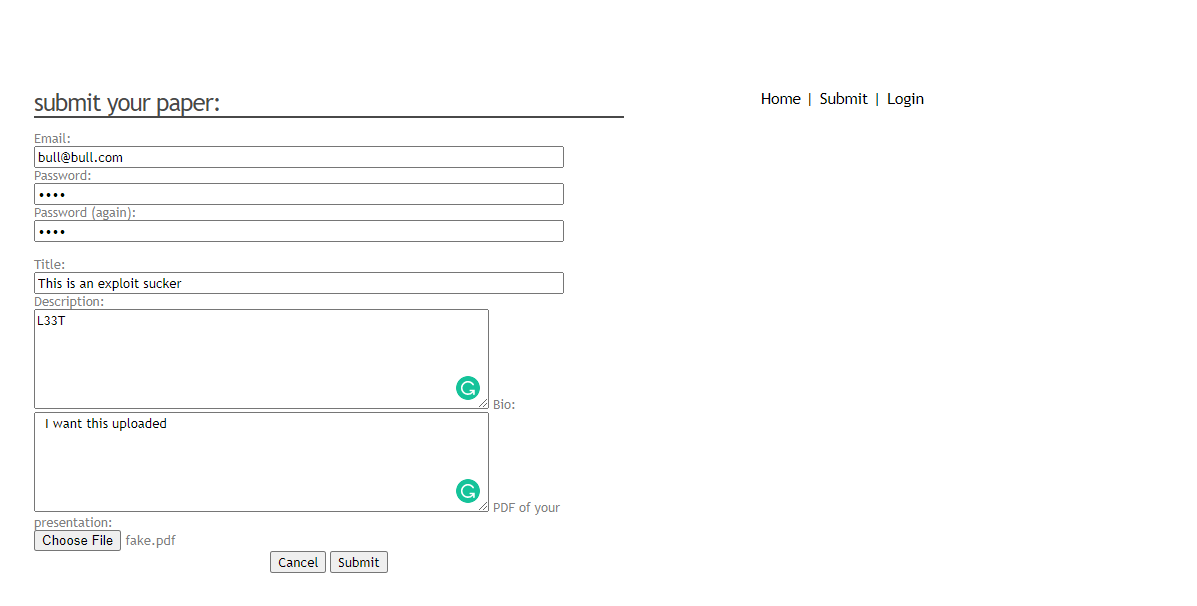 submit your paper:
Home | Submit | Login
Email:
bull@bull.com
Password:
••••
Password (again):
••••
Title:
This is an exploit sucker
Description:
L33T
Bio:
I want this uploaded
PDF of your
presentation:
Choose File fake.pdf
Cancel Submit